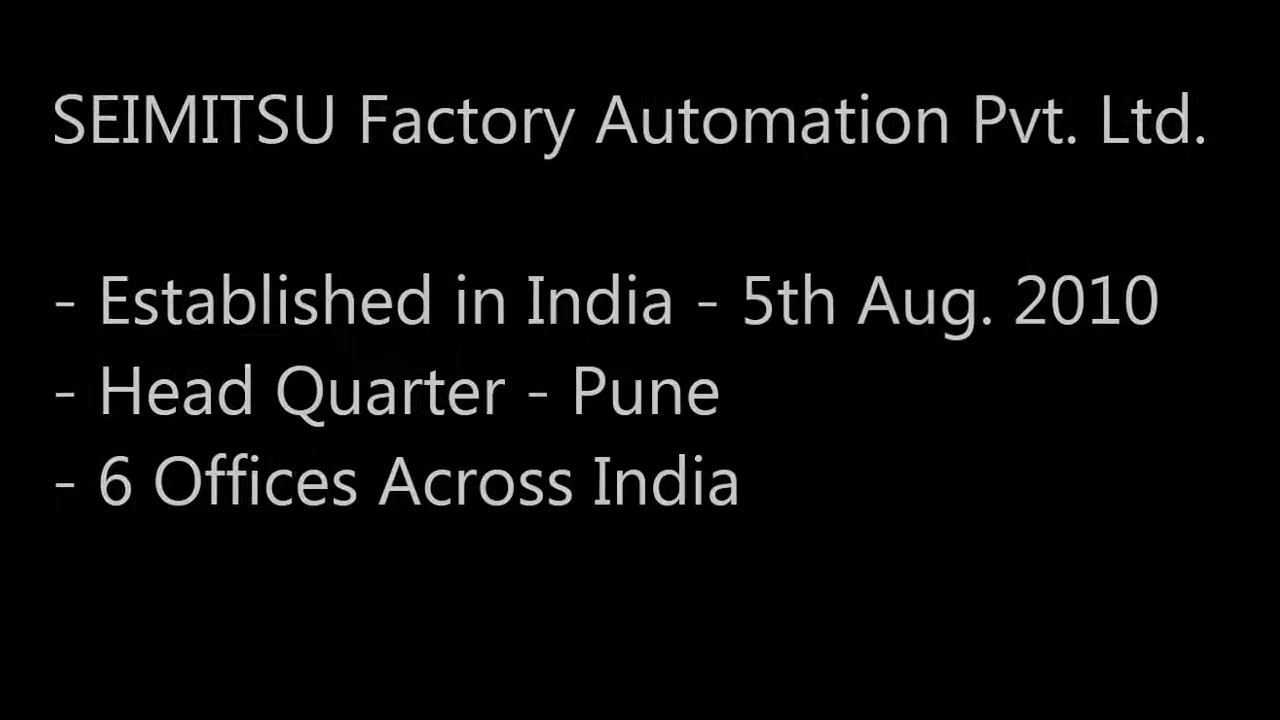 SEIMITSU Factory Automation Pvt. Ltd.
- Established in India - 5th Aug. 2010
- Head Quarter - Pune
- 6 Offices Across India